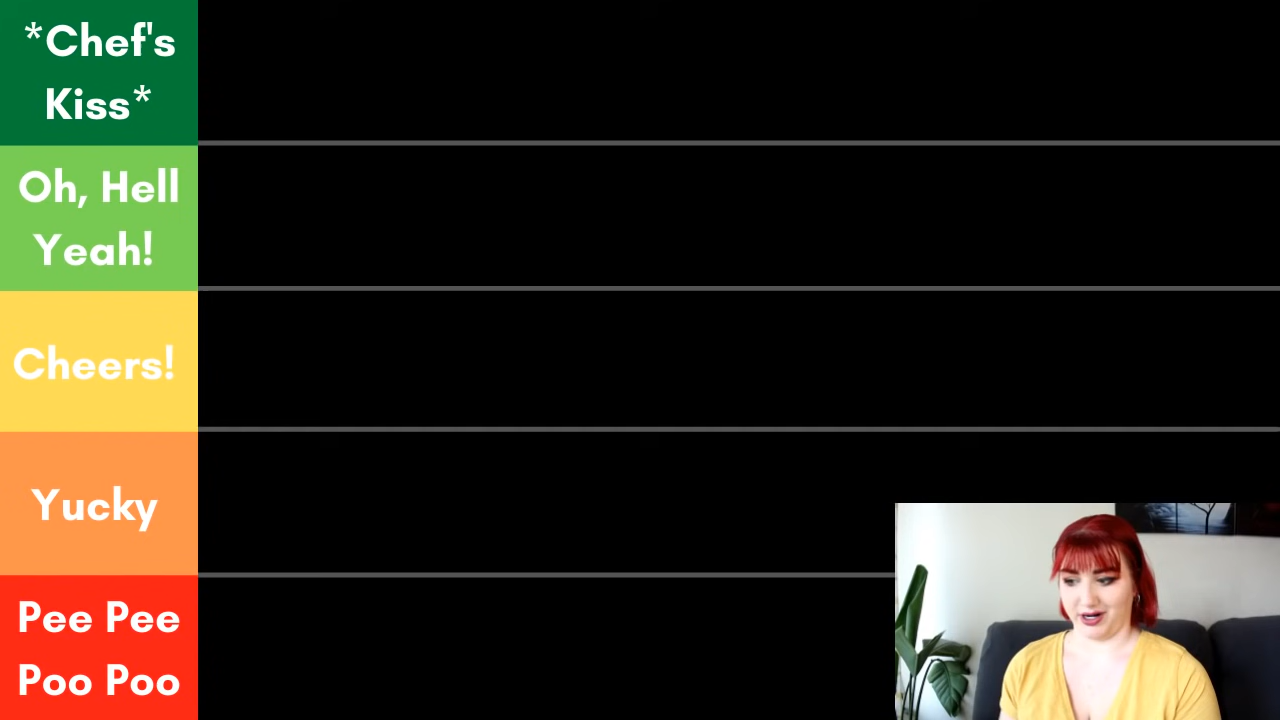 *Chef's
Kiss*
Oh, Hell
Yeah!
Cheers!
Yucky
Pee Pee
Poo Poo